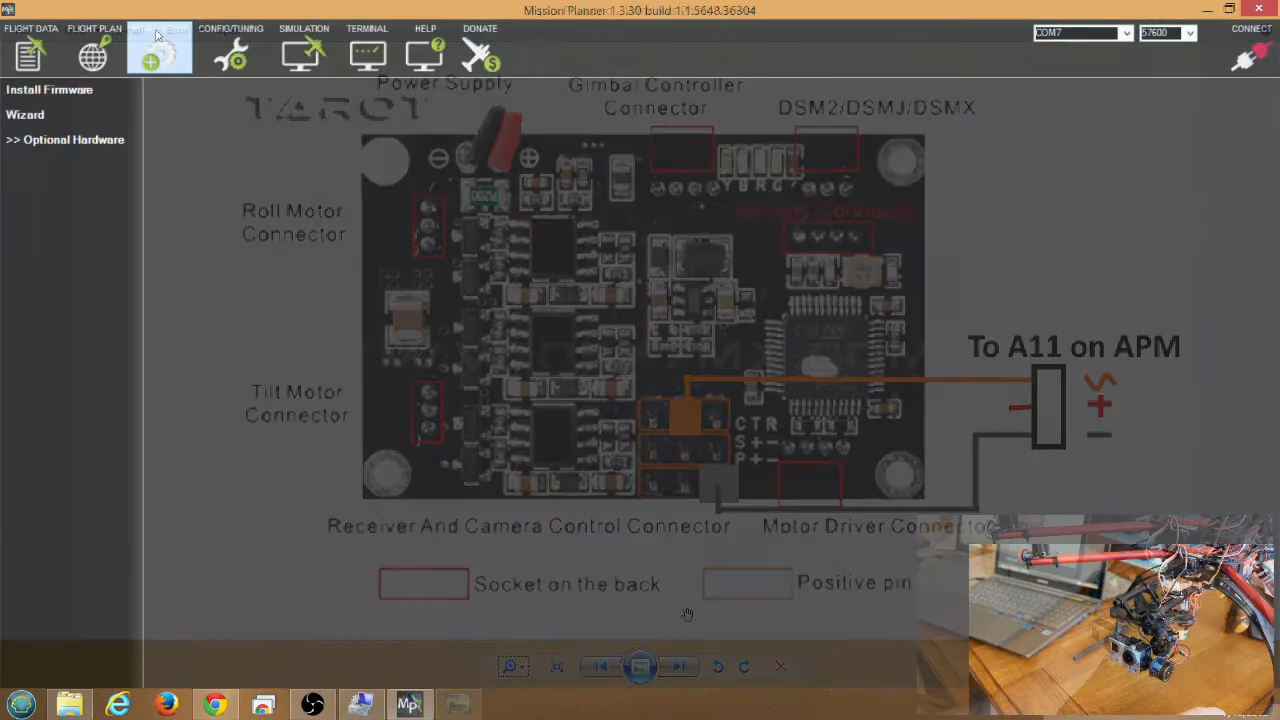 Mission Planner 1.3.30 build 1.1.5648.36304
FLIGHT DATA FLIGHT PLAN CONFIG/TUNING SIMULATION TERMINAL HELP DONATE
COM7 57600 CONNECT
Install Firmware
Wizard
>> Optional Hardware
TAROT
Power Supply
Gimbal Controller
Connector
DSM2/DSMJ/DSMX
YBRG
Roll Motor
Connector
Tilt Motor
Connector
To A11 on APM
CTR
S+-
P+-
Receiver And Camera Control Connector
Motor Driver Connector
Socket on the back
Positive pin
Mp